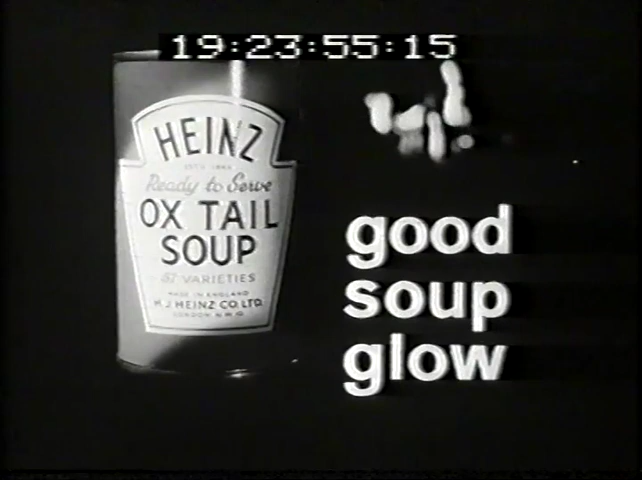 19:23:55:15
HEINZ
Ready to Serve
OX TAIL
SOUP
57 VARIETIES
MADE IN ENGLAND
H.J. HEINZ CO. LTD.
LONDON N.W.10.
good
soup
glow